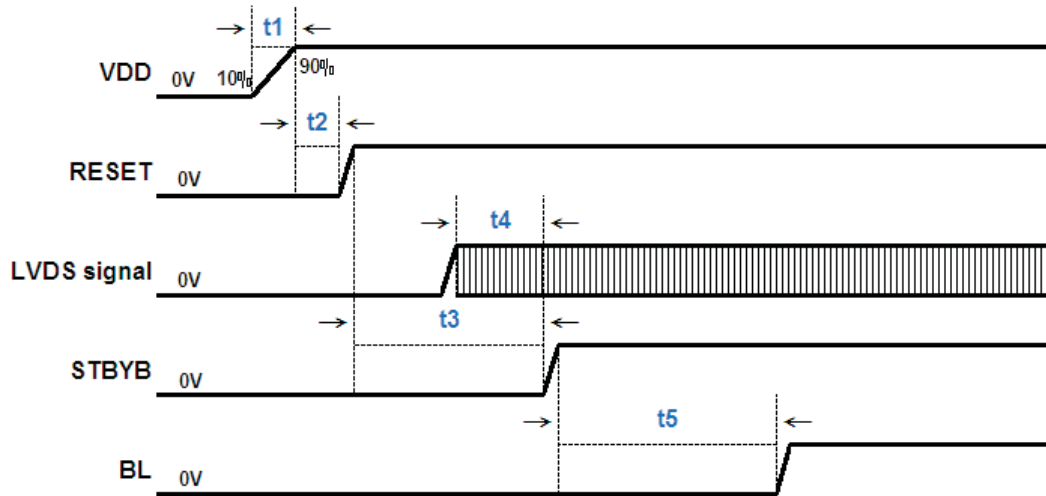 t1
VDD 0V 10% 90%
t2
RESET 0V
t4
LVDS signal 0V
t3
STBYB 0V
t5
BL 0V